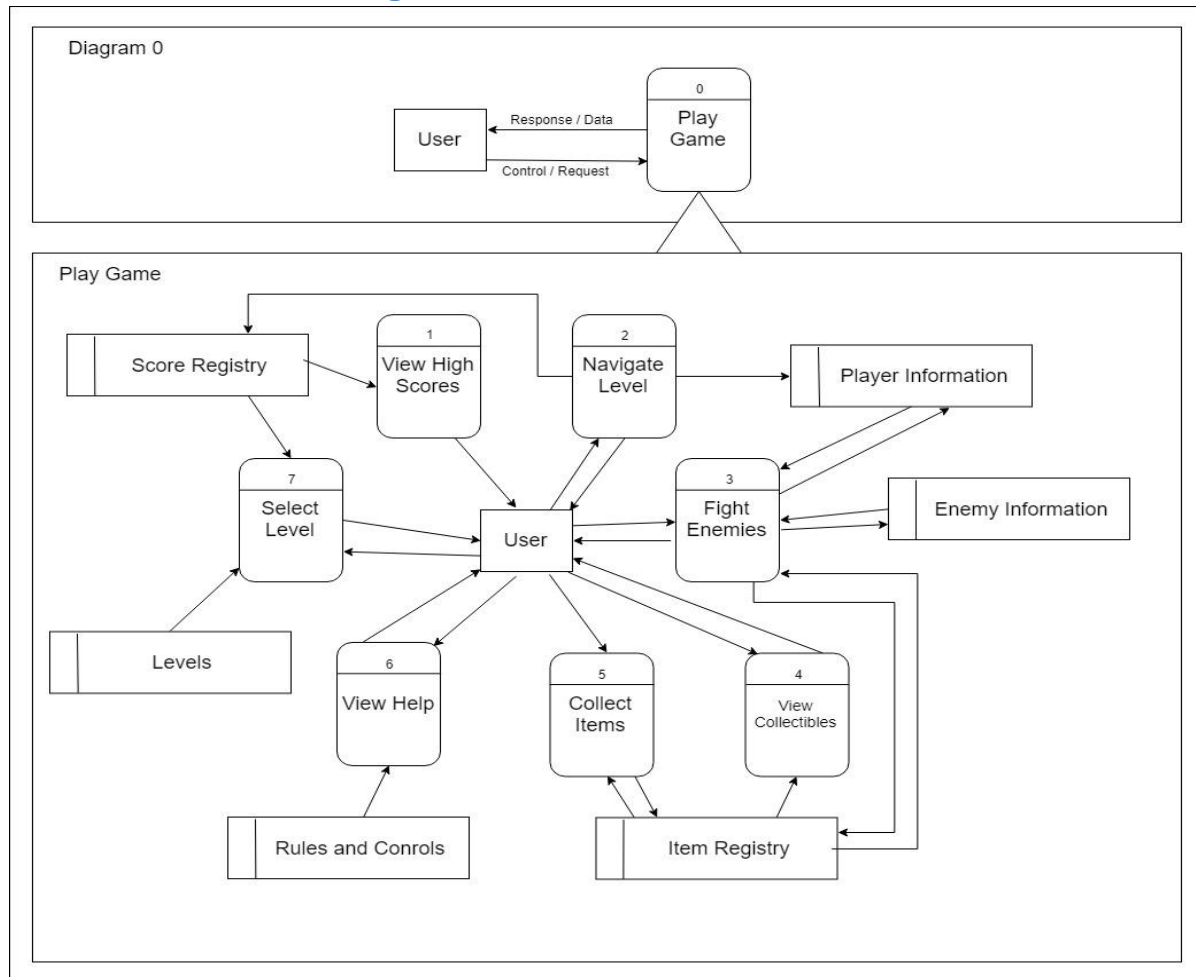 Diagram 0
0
Play
Game
User
Response / Data
Control / Request
Play Game
Score Registry
1
View High
Scores
2
Navigate
Level
Player Information
7
Select
Level
User
3
Fight
Enemies
Enemy Information
Levels
6
View Help
5
Collect
Items
4
View
Collectibles
Rules and Conrols
Item Registry